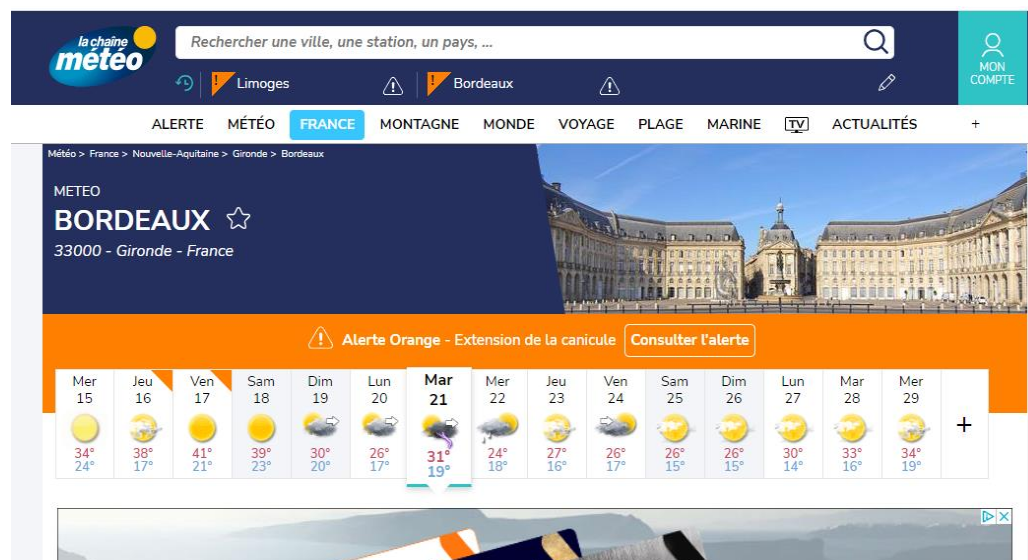 la chaîne
météo
Rechercher une ville, une station, un pays, ...
MON
COMPTE
! Limoges
! Bordeaux
ALERTE MÉTÉO FRANCE MONTAGNE MONDE VOYAGE PLAGE MARINE TV ACTUALITÉS +
Météo > France > Nouvelle-Aquitaine > Gironde > Bordeaux
METEO
BORDEAUX
33000 - Gironde - France
! Alerte Orange - Extension de la canicule Consulter l'alerte
Mer Jeu Ven Sam Dim Lun Mar Mer Jeu Ven Sam Dim Lun Mar Mer
15 16 17 18 19 20 21 22 23 24 25 26 27 28 29
+
34° 38° 41° 39° 30° 26° 31° 24° 27° 26° 26° 26° 30° 33° 34°
24° 17° 21° 23° 20° 17° 19° 18° 16° 17° 15° 15° 14° 16° 19°